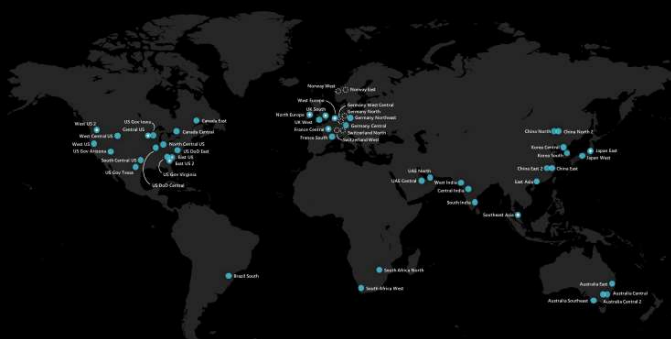 Norway West
Norway East
West Europe
Germany West Central
UK South
Germany North
North Europe
Germany Northeast
UK West
Germany Central
France Central
Switzerland North
France South
Switzerland West
Canada East
West US 2
US Gov Iowa
Central US
Canada Central
West Central US
West US
North Central US
US Gov Arizona
US DoD East
East US
South Central US
East US 2
US Gov Texas
US Gov Virginia
US DoD Central
China North
China North 2
Korea Central
Japan East
Korea South
Japan West
UAE North
China East 2
China East
UAE Central
West India
East Asia
Central India
South India
Southeast Asia
Brazil South
South Africa North
South Africa West
Australia East
Australia Central
Australia Southeast
Australia Central 2